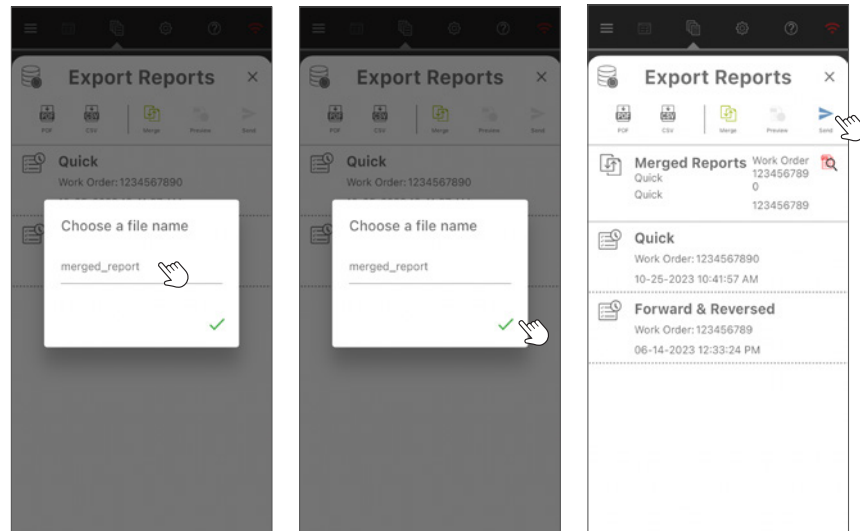 Export Reports
PDF CSV Merge Preview Send
Quick
Work Order: 1234567890
Choose a file name
merged_report
Export Reports
PDF CSV Merge Preview Send
Quick
Work Order: 1234567890
Choose a file name
merged_report
Export Reports
PDF CSV Merge Preview Send
Merged Reports Work Order
Quick 123456789
0
Quick
123456789
Quick
Work Order: 1234567890
10-25-2023 10:41:57 AM
Forward & Reversed
Work Order: 123456789
06-14-2023 12:33:24 PM